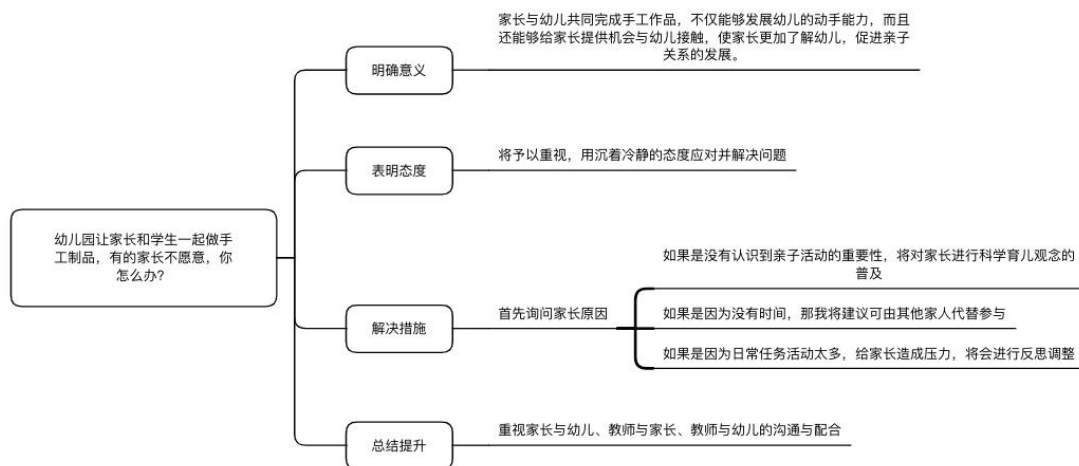 幼儿园让家长和学生一起做手
工制品，有的家长不愿意，你
怎么办？
明确意义
家长与幼儿共同完成手工作品，不仅能够发展幼儿的动手能力，而且
还能够给家长提供机会与幼儿接触，使家长更加了解幼儿，促进亲子
关系的发展。
表明态度
将予以重视，用沉着冷静的态度应对并解决问题
解决措施
首先询问家长原因
如果是没有认识到亲子活动的重要性，将对家长进行科学育儿观念的
普及
如果是因为没有时间，那我将建议可由其他家人代替参与
如果是因为日常任务活动太多，给家长造成压力，将会进行反思调整
总结提升
重视家长与幼儿、教师与家长、教师与幼儿的沟通与配合